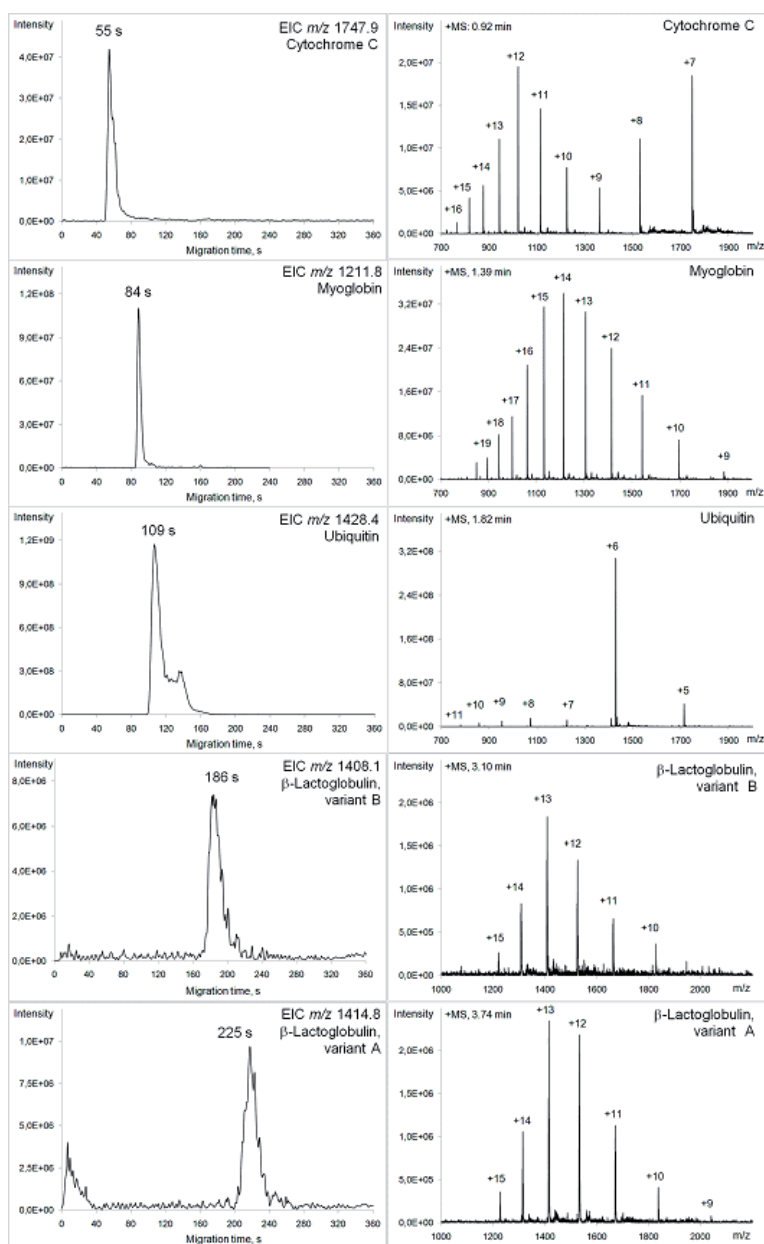 Intensity
55 s
EIC m/z 1747.9
Cytochrome C
5,0E+07
4,0E+07
3,0E+07
2,0E+07
1,0E+07
0,0E+00
0 40 80 120 160 200 240 280 320 360
Migration time, s
Intensity
+MS: 0.92 min
Cytochrome C
2,0E+07
1,5E+07
1,0E+07
5,0E+06
0,0E+00
+16
+15
+14
+13
+12
+11
+10
+9
+8
+7
700 900 1100 1300 1500 1700 1900 m/z
Intensity
84 s
EIC m/z 1211.8
Myoglobin
1,2E+08
9,0E+07
6,0E+07
3,0E+07
0,0E+00
0 40 80 120 160 200 240 280 320 360
Migration time, s
Intensity
+MS, 1.39 min
Myoglobin
3,2E+07
2,4E+07
1,6E+07
8,0E+06
0,0E+00
+19
+18
+17
+16
+15
+14
+13
+12
+11
+10
+9
700 900 1100 1300 1500 1700 1900 m/z
Intensity
109 s
EIC m/z 1428.4
Ubiquitin
1,2E+09
9,0E+08
6,0E+08
3,0E+08
0,0E+00
0 40 80 120 160 200 240 280 320 360
Migration time, s
Intensity
+MS, 1.82 min
Ubiquitin
3,2E+08
2,4E+08
1,6E+08
8,0E+07
0,0E+00
+11
+10
+9
+8
+7
+6
+5
700 900 1100 1300 1500 1700 1900 m/z
Intensity
186 s
EIC m/z 1408.1
β-Lactoglobulin,
variant B
8,0E+06
6,0E+06
4,0E+06
2,0E+06
0,0E+00
0 40 80 120 160 200 240 280 320 360
Migration time, s
Intensity
+MS, 3.10 min
β-Lactoglobulin,
variant B
2,0E+06
1,5E+06
1,0E+06
5,0E+05
0,0E+00
+15
+14
+13
+12
+11
+10
1000 1200 1400 1600 1800 2000 m/z
Intensity
225 s
EIC m/z 1414.8
β-Lactoglobulin,
variant A
1,0E+07
7,5E+06
5,0E+06
2,5E+06
0,0E+00
0 40 80 120 160 200 240 280 320 360
Migration time, s
Intensity
+MS, 3.74 min
β-Lactoglobulin,
variant A
2,0E+06
1,5E+06
1,0E+06
5,0E+05
0,0E+00
+15
+14
+13
+12
+11
+10
+9
1000 1200 1400 1600 1800 2000 m/z